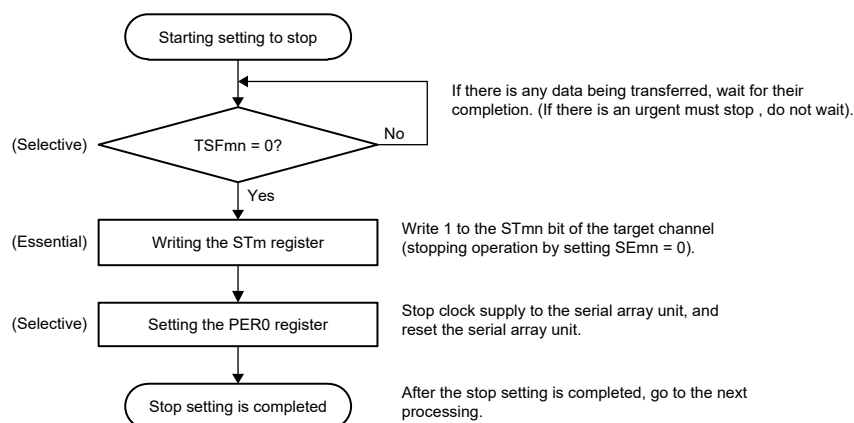 Starting setting to stop
If there is any data being transferred, wait for their
completion. (If there is an urgent must stop , do not wait).
(Selective)
TSFmn = 0?
No
Yes
(Essential)
Writing the STm register
Write 1 to the STmn bit of the target channel
(stopping operation by setting SEmn = 0).
(Selective)
Setting the PER0 register
Stop clock supply to the serial array unit, and
reset the serial array unit.
Stop setting is completed
After the stop setting is completed, go to the next
processing.